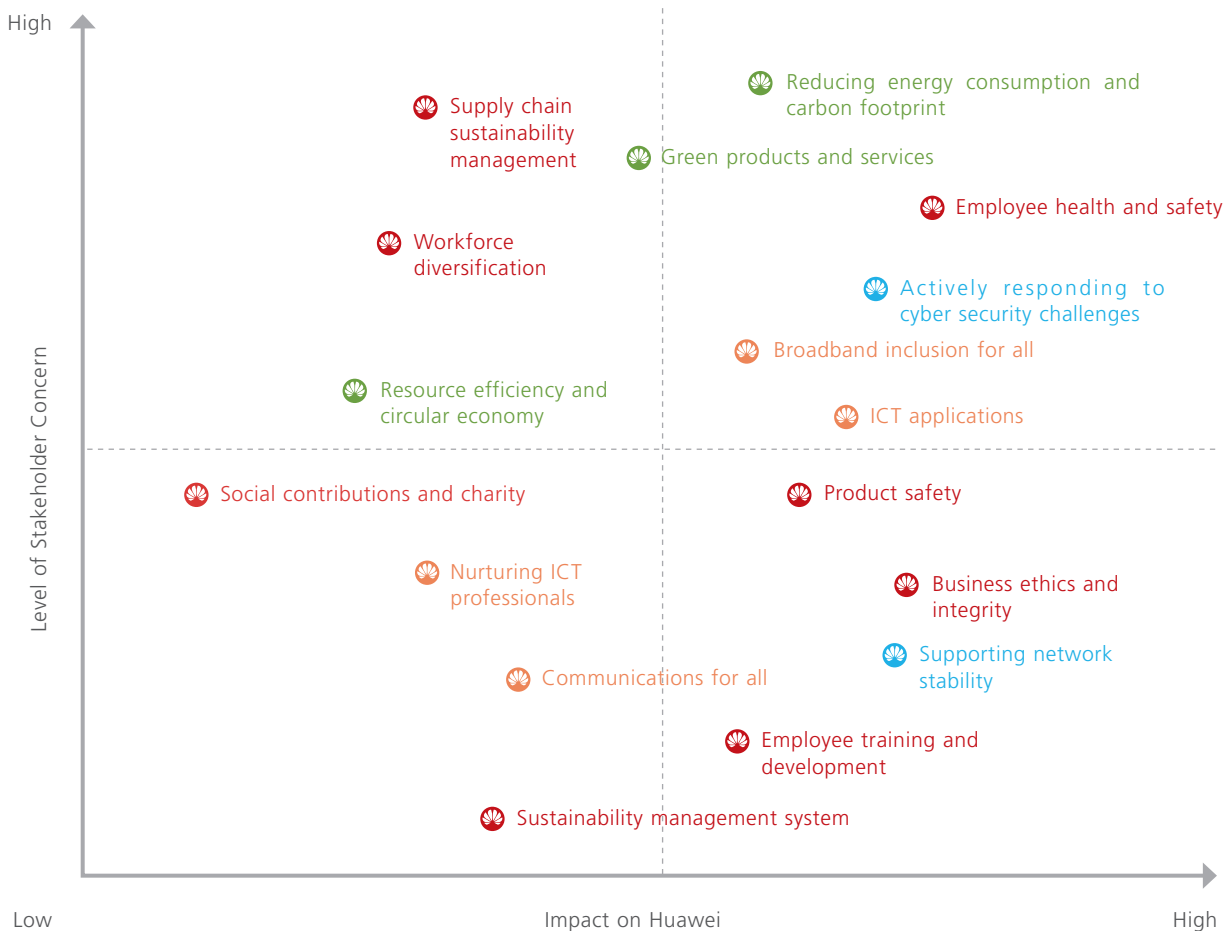 High
Reducing energy consumption and
carbon footprint
Supply chain
sustainability
management
Green products and services
Employee health and safety
Workforce
diversification
Actively responding to
cyber security challenges
Broadband inclusion for all
Resource efficiency and
circular economy
ICT applications
Level of Stakeholder Concern
Social contributions and charity
Product safety
Nurturing ICT
professionals
Business ethics and
integrity
Supporting network
stability
Communications for all
Employee training and
development
Sustainability management system
Low
Impact on Huawei
High